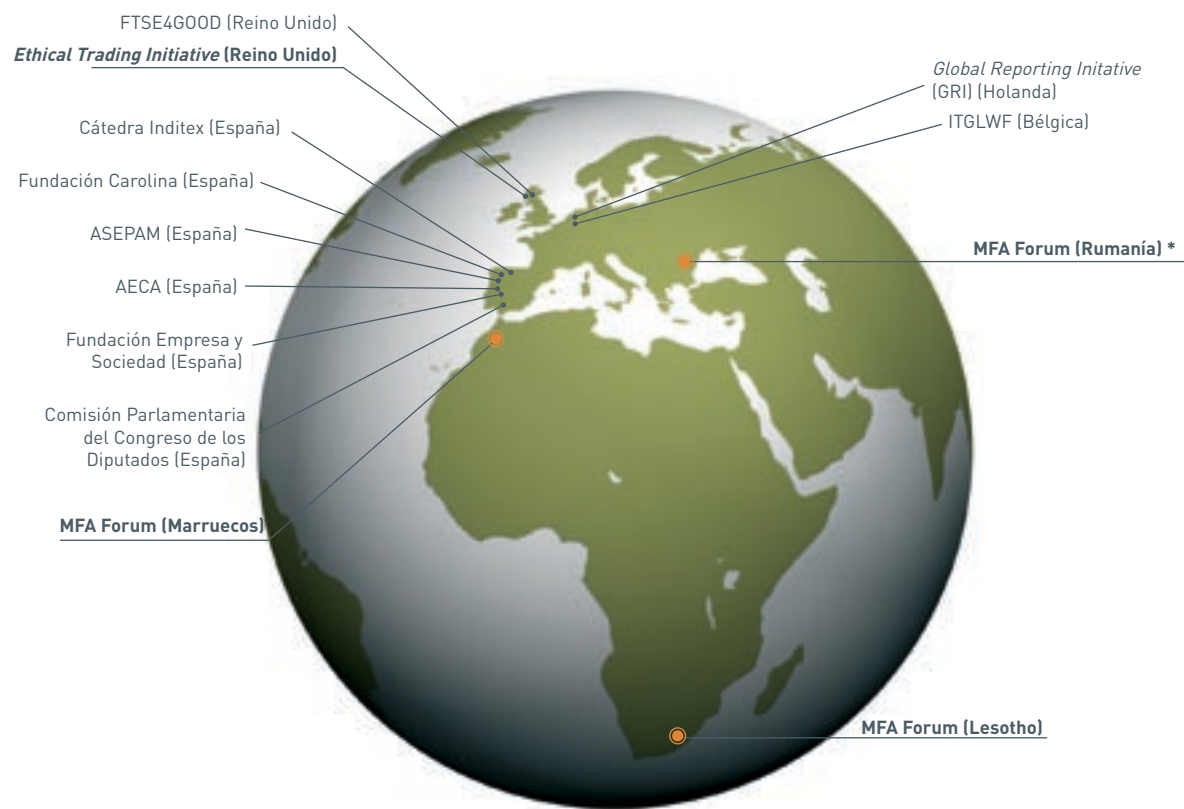 FTSE4GOOD (Reino Unido)
Ethical Trading Initiative (Reino Unido)
Cátedra Inditex (España)
Fundación Carolina (España)
ASEPAM (España)
AECA (España)
Fundación Empresa y
Sociedad (España)
Comisión Parlamentaria
del Congreso de los
Diputados (España)
MFA Forum (Marruecos)
Global Reporting Initative
(GRI) (Holanda)
ITGLWF (Bélgica)
MFA Forum (Rumanía) *
MFA Forum (Lesotho)